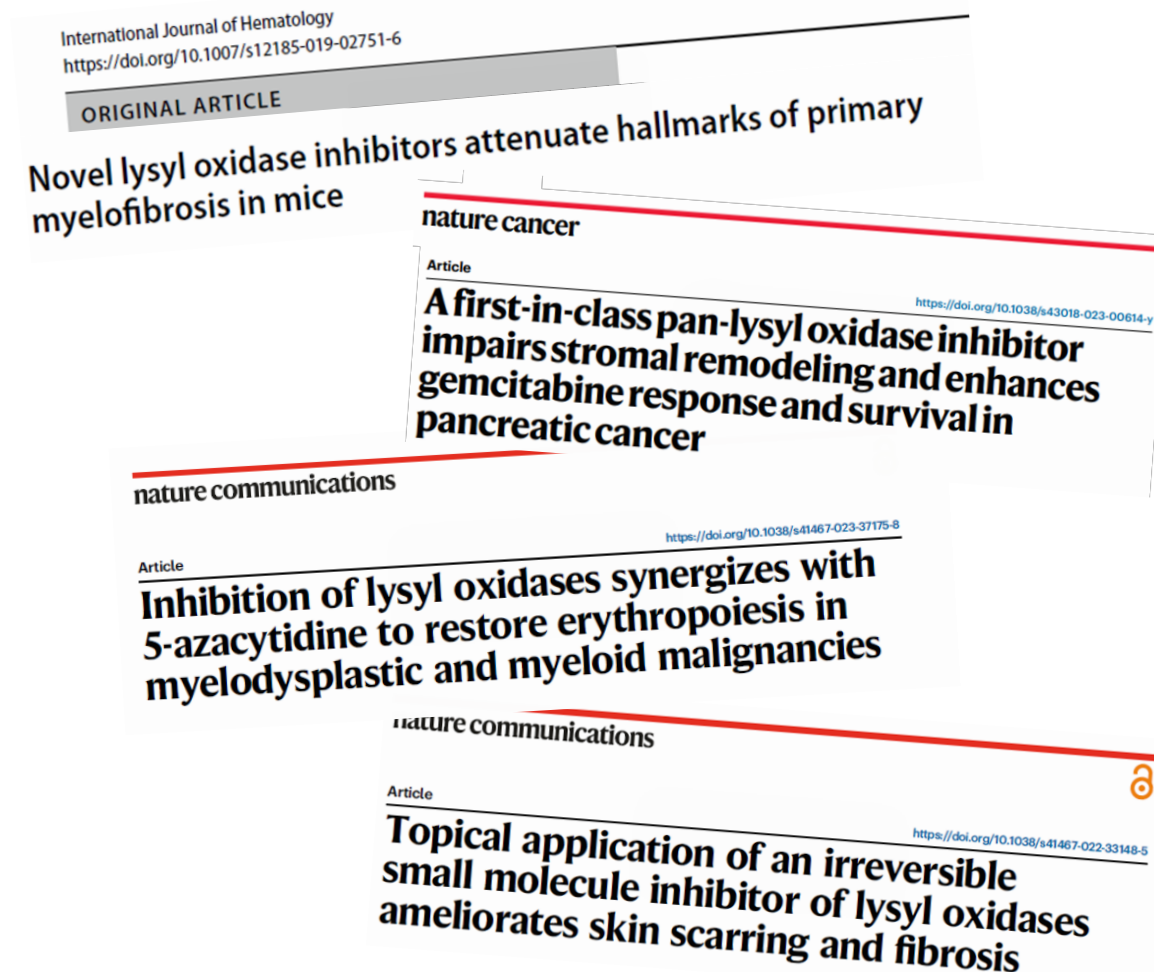 International Journal of Hematology
https://doi.org/10.1007/s12185-019-02751-6
ORIGINAL ARTICLE
Novel lysyl oxidase inhibitors attenuate hallmarks of primary
myelofibrosis in mice
nature cancer
Article
https://doi.org/10.1038/s43018-023-00614-y
A first-in-class pan-lysyl oxidase inhibitor
impairs stromal remodeling and enhances
gemcitabine response and survival in
pancreatic cancer
nature communications
Article
https://doi.org/10.1038/s41467-023-37175-8
Inhibition of lysyl oxidases synergizes with
5-azacytidine to restore erythropoiesis in
myelodysplastic and myeloid malignancies
nature communications
Article
https://doi.org/10.1038/s41467-022-33148-5
Topical application of an irreversible
small molecule inhibitor of lysyl oxidases
ameliorates skin scarring and fibrosis